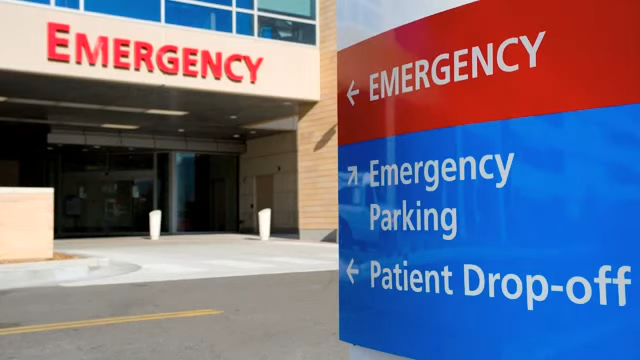 EMERGENCY
← EMERGENCY
↗ Emergency
Parking
← Patient Drop-off